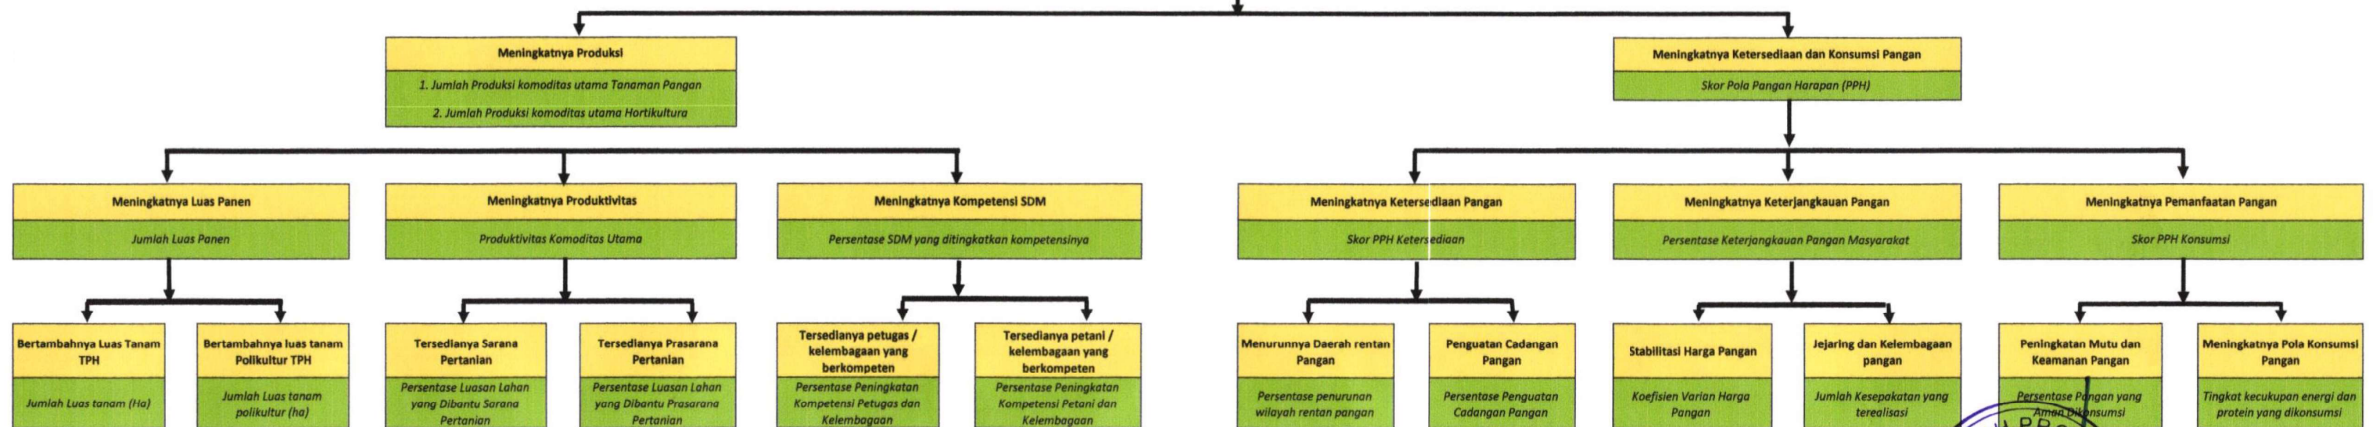 Meningkatnya Produksi
1. Jumlah Produksi komoditas utama Tanaman Pangan
2. Jumlah Produksi komoditas utama Hortikultura
Meningkatnya Ketersediaan dan Konsumsi Pangan
Skor Pola Pangan Harapan (PPH)
Meningkatnya Luas Panen
Jumlah Luas Panen
Meningkatnya Produktivitas
Produktivitas Komoditas Utama
Meningkatnya Kompetensi SDM
Persentase SDM yang ditingkatkan kompetensinya
Meningkatnya Ketersediaan Pangan
Skor PPH Ketersediaan
Meningkatnya Keterjangkauan Pangan
Persentase Keterjangkauan Pangan Masyarakat
Meningkatnya Pemanfaatan Pangan
Skor PPH Konsumsi
Bertambahnya Luas Tanam
TPH
Jumlah Luas tanam (Ha)
Bertambahnya luas tanam
Polikultur TPH
Jumlah Luas tanam
polikultur (ha)
Tersedianya Sarana
Pertanian
Persentase Luasan Lahan
yang Dibantu Sarana
Pertanian
Tersedianya Prasarana
Pertanian
Persentase Luasan Lahan
yang Dibantu Prasarana
Pertanian
Tersedianya petugas /
kelembagaan yang
berkompeten
Persentase Peningkatan
Kompetensi Petugas dan
Kelembagaan
Tersedianya petani /
kelembagaan yang
berkompeten
Persentase Peningkatan
Kompetensi Petani dan
Kelembagaan
Menurunnya Daerah rentan
Pangan
Persentase penurunan
wilayah rentan pangan
Penguatan Cadangan
Pangan
Persentase Penguatan
Cadangan Pangan
Stabilitasi Harga Pangan
Koefisien Varian Harga
Pangan
Jejaring dan Kelembagaan
pangan
Jumlah Kesepakatan yang
terealisasi
Peningkatan Mutu dan
Keamanan Pangan
Persentase Pangan yang
Aman Dikonsumsi
Meningkatnya Pola Konsumsi
Pangan
Tingkat kecukupan energi dan
protein yang dikonsumsi